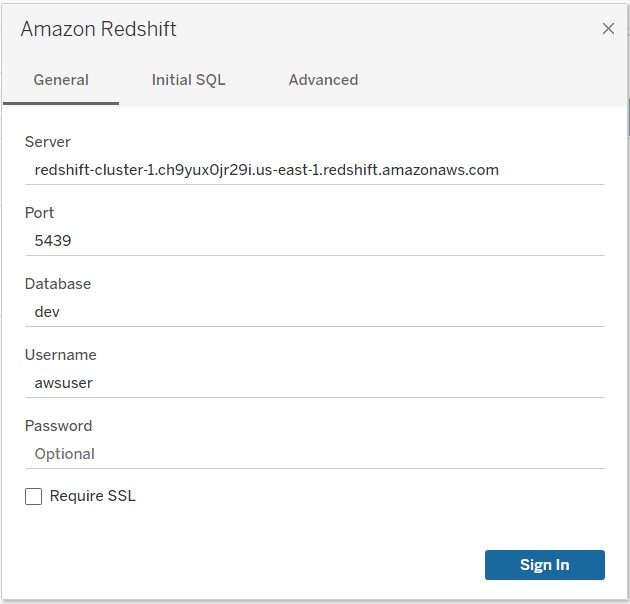 Amazon Redshift
General Initial SQL Advanced
Server
redshift-cluster-1.ch9yux0jr29i.us-east-1.redshift.amazonaws.com
Port
5439
Database
dev
Username
awsuser
Password
Optional
Require SSL
Sign In